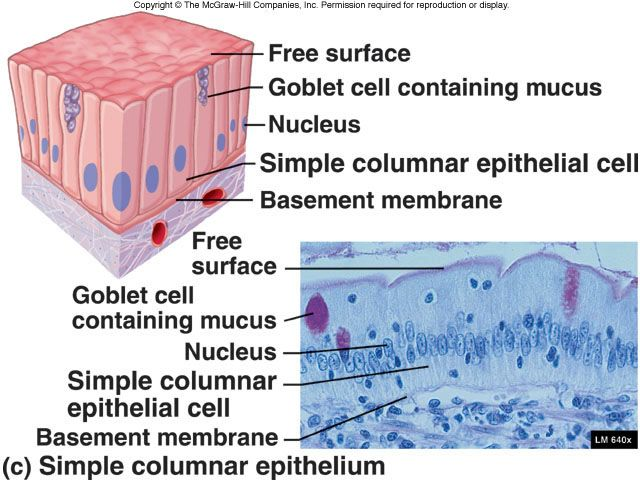 Copyright © The McGraw-Hill Companies, Inc. Permission required for reproduction or display.
Free surface
Goblet cell containing mucus
Nucleus
Simple columnar epithelial cell
Basement membrane
Free
surface
Goblet cell
containing mucus
Nucleus
Simple columnar
epithelial cell
Basement membrane
LM 640x
(c) Simple columnar epithelium